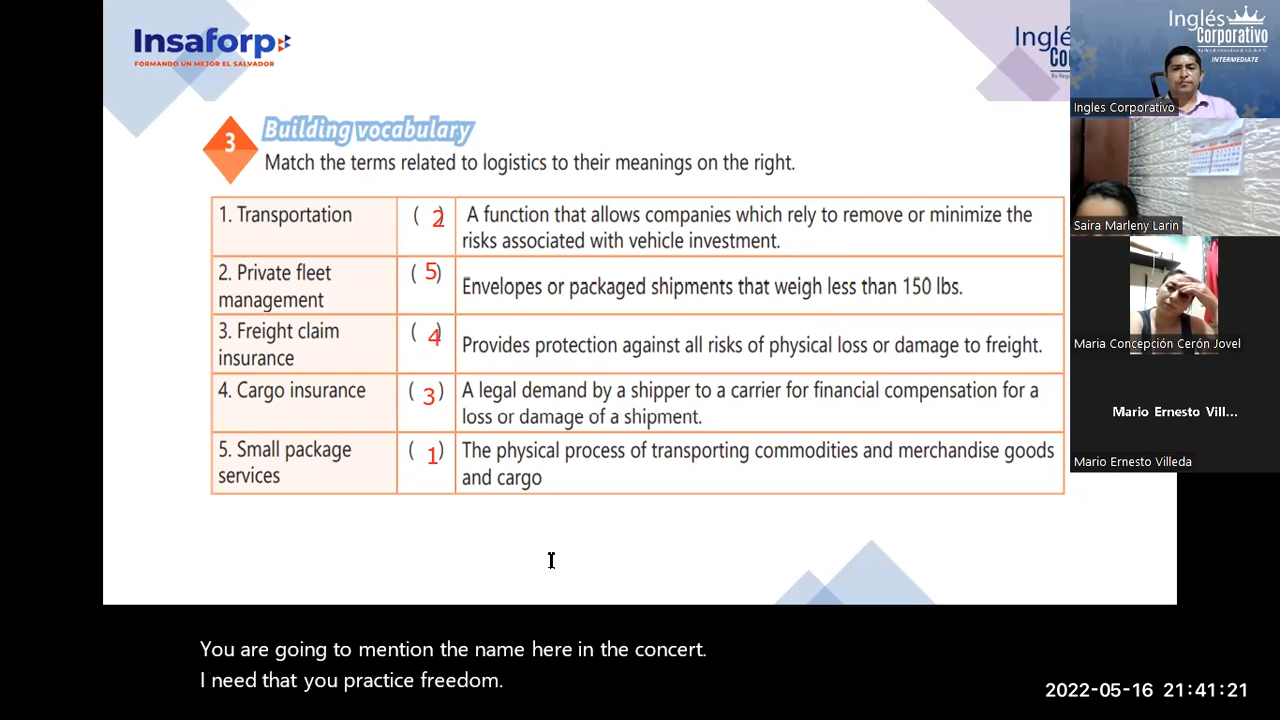 Insaforp
FORMANDO UN MEJOR EL SALVADOR
Inglés
Corporativo
INTERMEDIATE
Ingles Corporativo
3
Building vocabulary
Match the terms related to logistics to their meanings on the right.
1. Transportation ( 2) A function that allows companies which rely to remove or minimize the
risks associated with vehicle investment.
2. Private fleet
management ( 5) Envelopes or packaged shipments that weigh less than 150 lbs.
3. Freight claim
insurance ( 4) Provides protection against all risks of physical loss or damage to freight.
4. Cargo insurance ( 3 ) A legal demand by a shipper to a carrier for financial compensation for a
loss or damage of a shipment.
5. Small package
services ( 1 ) The physical process of transporting commodities and merchandise goods
and cargo
Saira Marleny Larin
Maria Concepción Cerón Jovel
Mario Ernesto Vill...
Mario Ernesto Villeda
You are going to mention the name here in the concert.
I need that you practice freedom.
2022-05-16 21:41:21